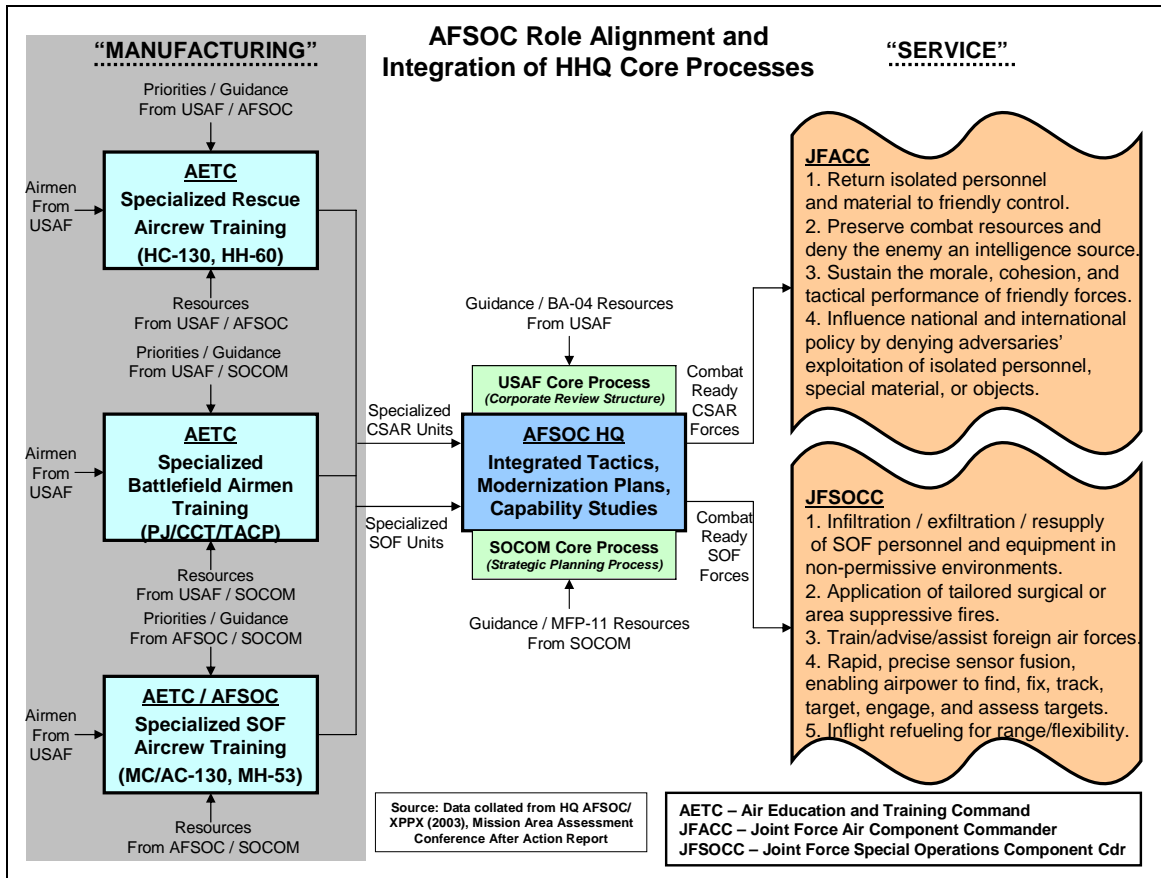 “MANUFACTURING”
AFSOC Role Alignment and
Integration of HHQ Core Processes
“SERVICE”
Priorities / Guidance
From USAF / AFSOC
Airmen
From
USAF
AETC
Specialized Rescue
Aircrew Training
(HC-130, HH-60)
Resources
From USAF / AFSOC
Priorities / Guidance
From USAF / SOCOM
Airmen
From
USAF
AETC
Specialized
Battlefield Airmen
Training
(PJ/CCT/TACP)
Resources
From USAF / SOCOM
Priorities / Guidance
From AFSOC / SOCOM
Airmen
From
USAF
AETC / AFSOC
Specialized SOF
Aircrew Training
(MC/AC-130, MH-53)
Resources
From AFSOC / SOCOM
Specialized
CSAR Units
Specialized
SOF Units
Guidance / BA-04 Resources
From USAF
USAF Core Process
(Corporate Review Structure)
AFSOC HQ
Integrated Tactics,
Modernization Plans,
Capability Studies
SOCOM Core Process
(Strategic Planning Process)
Guidance / MFP-11 Resources
From SOCOM
Combat
Ready
CSAR
Forces
Combat
Ready
SOF
Forces
JFACC
1. Return isolated personnel
and material to friendly control.
2. Preserve combat resources and
deny the enemy an intelligence source.
3. Sustain the morale, cohesion, and
tactical performance of friendly forces.
4. Influence national and international
policy by denying adversaries’
exploitation of isolated personnel,
special material, or objects.
JFSOCC
1. Infiltration / exfiltration / resupply
of SOF personnel and equipment in
non-permissive environments.
2. Application of tailored surgical or
area suppressive fires.
3. Train/advise/assist foreign air forces.
4. Rapid, precise sensor fusion,
enabling airpower to find, fix, track,
target, engage, and assess targets.
5. Inflight refueling for range/flexibility.
Source: Data collated from HQ AFSOC/
XPPX (2003), Mission Area Assessment
Conference After Action Report
AETC – Air Education and Training Command
JFACC – Joint Force Air Component Commander
JFSOCC – Joint Force Special Operations Component Cdr